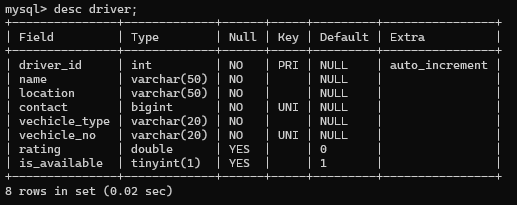 mysql> desc driver;
+---------------+-------------+------+-----+---------+----------------+
| Field         | Type        | Null | Key | Default | Extra          |
+---------------+-------------+------+-----+---------+----------------+
| driver_id     | int         | NO   | PRI | NULL    | auto_increment |
| name          | varchar(50) | NO   |     | NULL    |                |
| location      | varchar(50) | NO   |     | NULL    |                |
| contact       | bigint      | NO   | UNI | NULL    |                |
| vechicle_type | varchar(20) | NO   |     | NULL    |                |
| vechicle_no   | varchar(20) | NO   | UNI | NULL    |                |
| rating        | double      | YES  |     | 0       |                |
| is_available  | tinyint(1)  | YES  |     | 1       |                |
+---------------+-------------+------+-----+---------+----------------+
8 rows in set (0.02 sec)